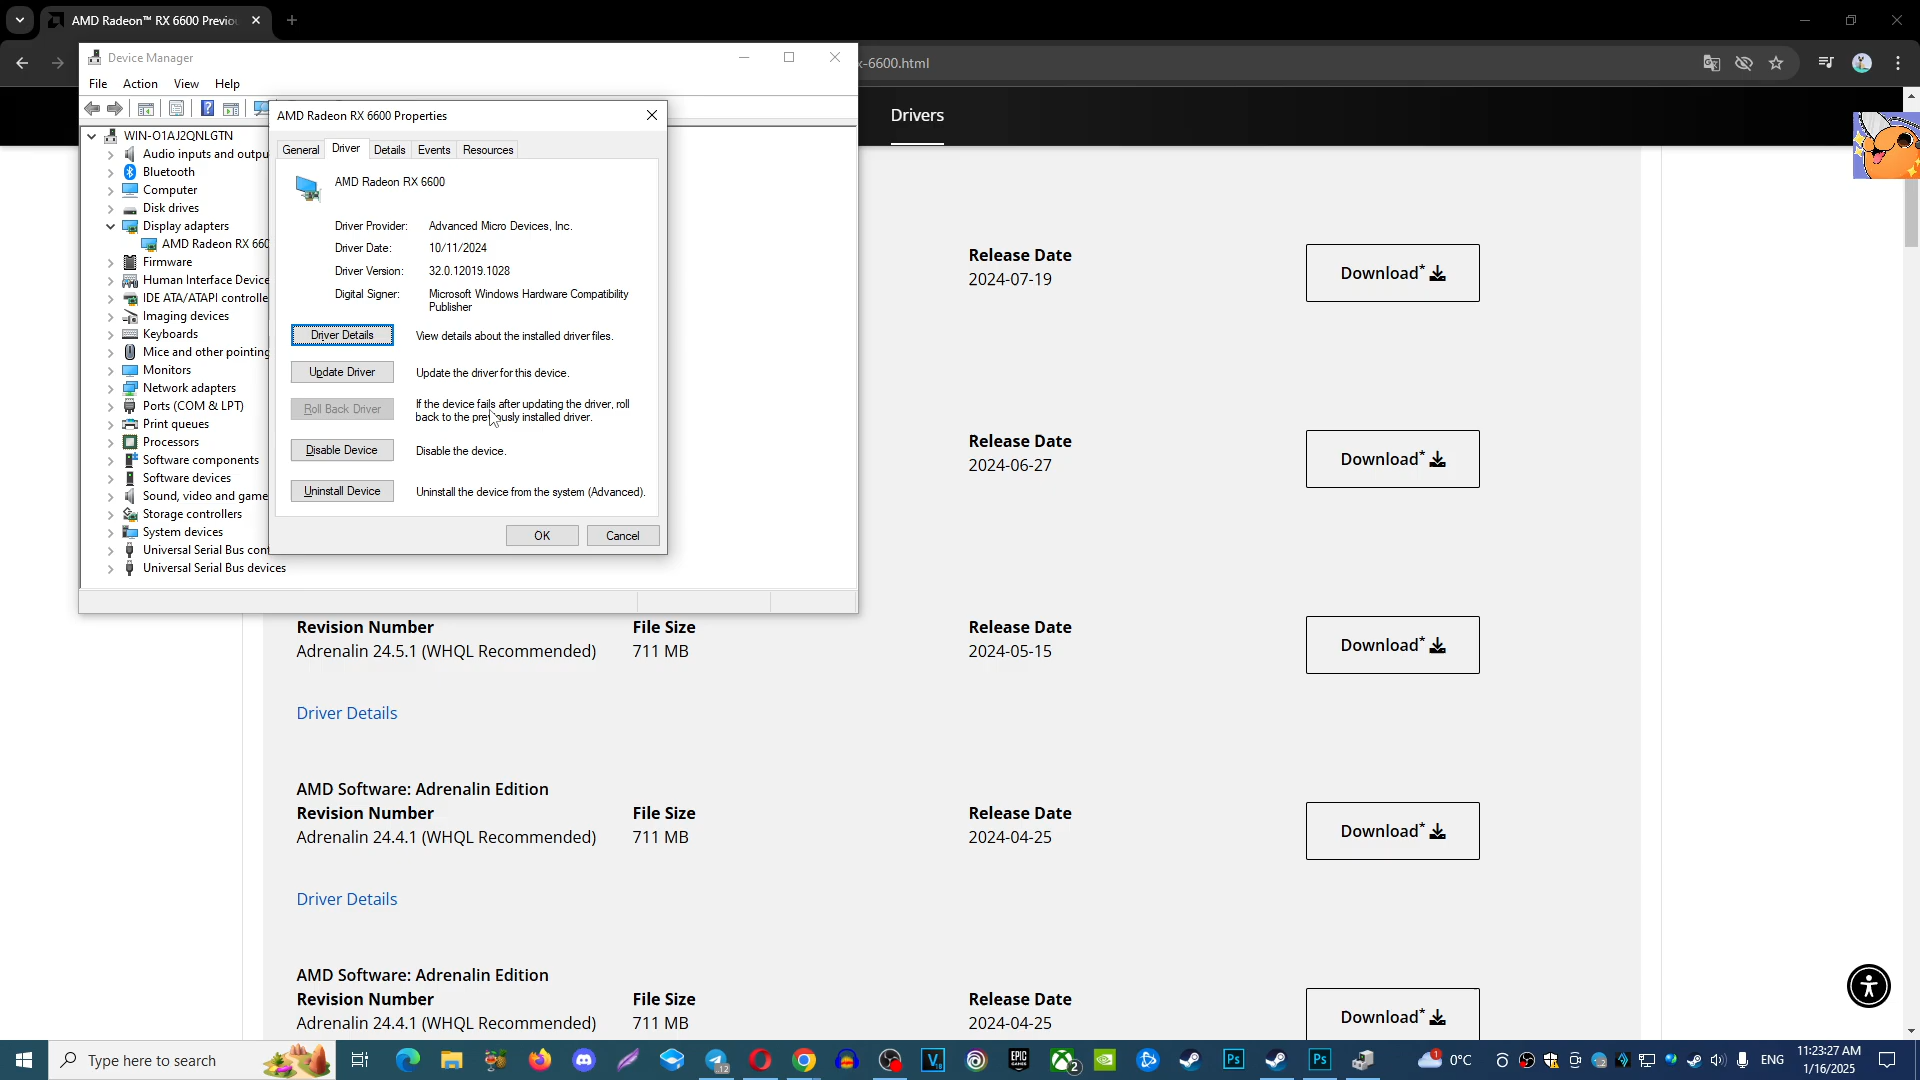 AMD Radeon™ RX 6600 Previou
Device Manager
x-6600.html
File Action View Help
Drivers
WIN-O1AJ2QNLGTN
Audio inputs and outpu
Bluetooth
Computer
Disk drives
Display adapters
AMD Radeon RX 660
Firmware
Human Interface Device
IDE ATA/ATAPI controlle
Imaging devices
Keyboards
Mice and other pointing
Monitors
Network adapters
Ports (COM & LPT)
Print queues
Processors
Software components
Software devices
Sound, video and game
Storage controllers
System devices
Universal Serial Bus cont
Universal Serial Bus devices
AMD Radeon RX 6600 Properties
General Driver Details Events Resources
AMD Radeon RX 6600
Driver Provider: Advanced Micro Devices, Inc.
Driver Date: 10/11/2024
Driver Version: 32.0.12019.1028
Digital Signer: Microsoft Windows Hardware Compatibility
Publisher
Driver Details View details about the installed driver files.
Update Driver Update the driver for this device.
Roll Back Driver If the device fails after updating the driver, roll
back to the previously installed driver.
Disable Device Disable the device.
Uninstall Device Uninstall the device from the system (Advanced).
OK Cancel
Release Date
2024-07-19
Download*
Release Date
2024-06-27
Download*
Revision Number File Size Release Date
Adrenalin 24.5.1 (WHQL Recommended) 711 MB 2024-05-15
Download*
Driver Details
AMD Software: Adrenalin Edition
Revision Number File Size Release Date
Adrenalin 24.4.1 (WHQL Recommended) 711 MB 2024-04-25
Download*
Driver Details
AMD Software: Adrenalin Edition
Revision Number File Size Release Date
Adrenalin 24.4.1 (WHQL Recommended) 711 MB 2024-04-25
Download*
Type here to search
0°C
ENG
11:23:27 AM
1/16/2025